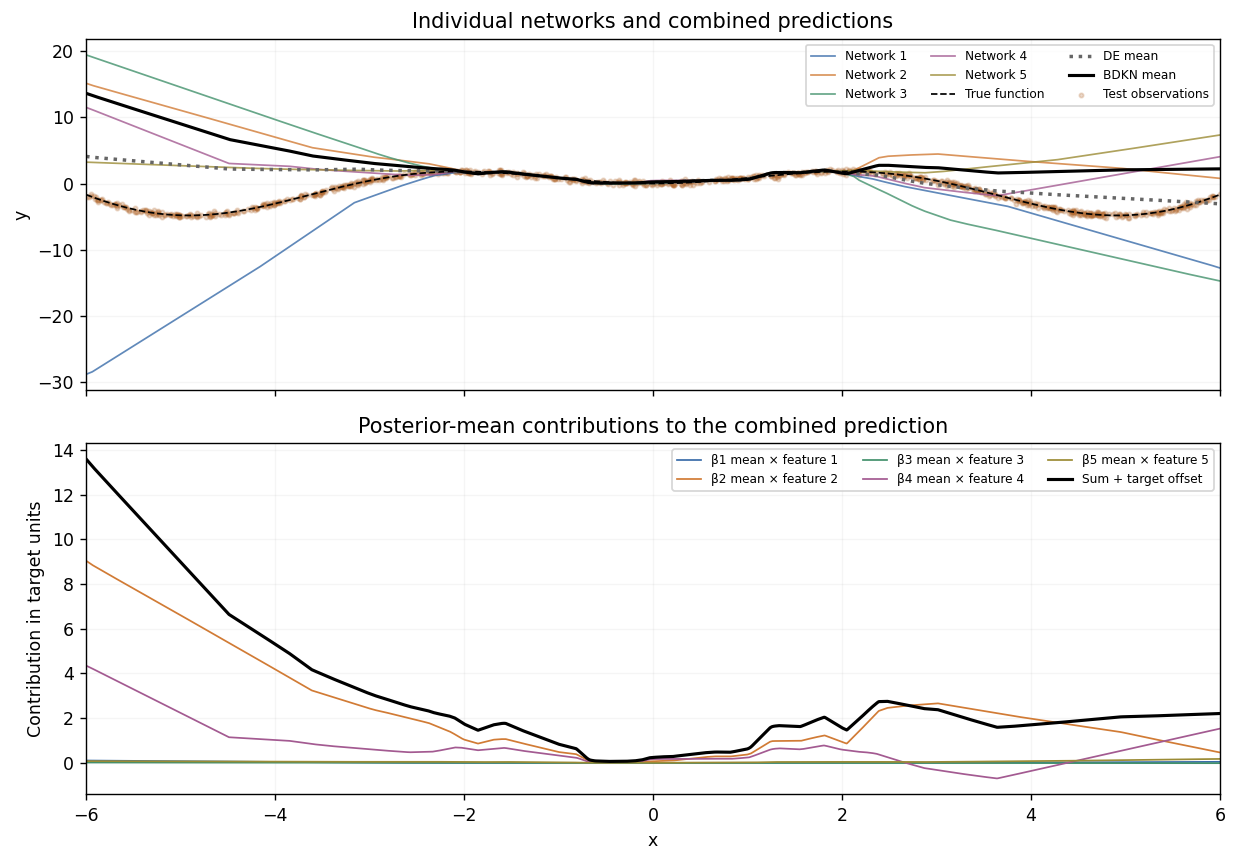 Individual networks and combined predictions
20
10
0
−10
−20
−30
y
Network 1
Network 2
Network 3
Network 4
Network 5
True function
DE mean
BDKN mean
Test observations
Posterior-mean contributions to the combined prediction
14
12
10
8
6
4
2
0
Contribution in target units
β1 mean × feature 1
β2 mean × feature 2
β3 mean × feature 3
β4 mean × feature 4
β5 mean × feature 5
Sum + target offset
−6 −4 −2 0 2 4 6
x